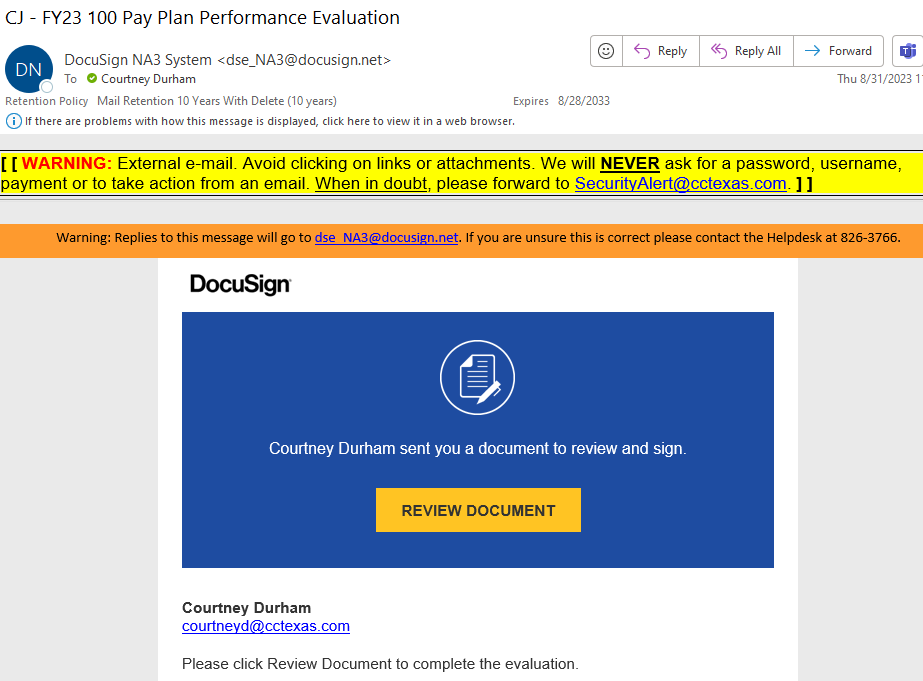 CJ - FY23 100 Pay Plan Performance Evaluation
DN
DocuSign NA3 System <dse_NA3@docusign.net>
Reply
Reply All
Forward
To Courtney Durham
Thu 8/31/2023 1
Retention Policy Mail Retention 10 Years With Delete (10 years)
Expires 8/28/2033
If there are problems with how this message is displayed, click here to view it in a web browser.
[ [ WARNING: External e-mail. Avoid clicking on links or attachments. We will NEVER ask for a password, username,
payment or to take action from an email. When in doubt, please forward to SecurityAlert@cctexas.com. ] ]
Warning: Replies to this message will go to dse_NA3@docusign.net. If you are unsure this is correct please contact the Helpdesk at 826-3766.
DocuSign
Courtney Durham sent you a document to review and sign.
REVIEW DOCUMENT
Courtney Durham
courtneyd@cctexas.com
Please click Review Document to complete the evaluation.